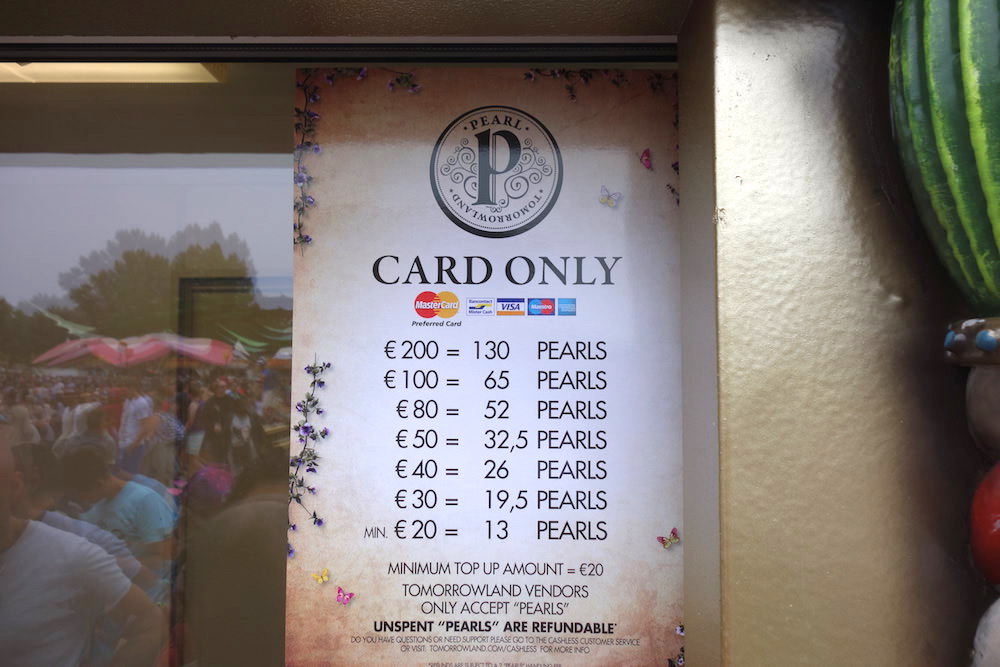 PEARL
P
TOMORROWLAND
CARD ONLY
MasterCard Bancontact Mister Cash VISA Maestro
Preferred Card
€ 200 = 130 PEARLS
€ 100 = 65 PEARLS
€ 80 = 52 PEARLS
€ 50 = 32,5 PEARLS
€ 40 = 26 PEARLS
€ 30 = 19,5 PEARLS
MIN. € 20 = 13 PEARLS
MINIMUM TOP UP AMOUNT = €20
TOMORROWLAND VENDORS
ONLY ACCEPT “PEARLS”
UNSPENT “PEARLS” ARE REFUNDABLE*
DO YOU HAVE QUESTIONS OR NEED SUPPORT PLEASE GO TO THE CASHLESS CUSTOMER SERVICE
OR VISIT TOMORROWLAND.COM/CASHLESS FOR MORE INFO